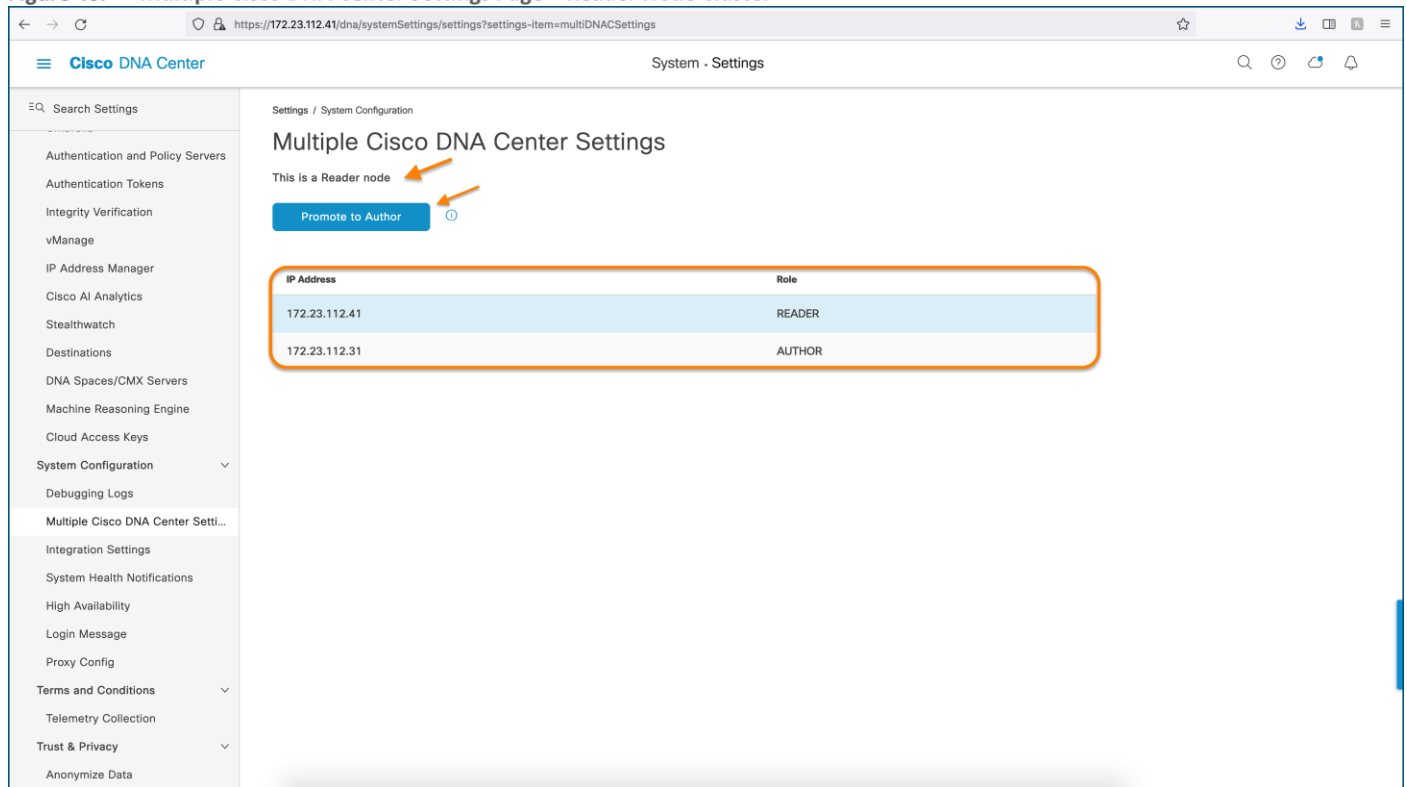 https://172.23.112.41/dna/systemSettings/settings?settings-item=multiDNACSettings
Cisco DNA Center
System · Settings
Search Settings
Authentication and Policy Servers
Authentication Tokens
Integrity Verification
vManage
IP Address Manager
Cisco AI Analytics
Stealthwatch
Destinations
DNA Spaces/CMX Servers
Machine Reasoning Engine
Cloud Access Keys
System Configuration
Debugging Logs
Multiple Cisco DNA Center Setti...
Integration Settings
System Health Notifications
High Availability
Login Message
Proxy Config
Terms and Conditions
Telemetry Collection
Trust & Privacy
Anonymize Data
Settings / System Configuration
Multiple Cisco DNA Center Settings
This is a Reader node
Promote to Author
IP Address Role
172.23.112.41 READER
172.23.112.31 AUTHOR